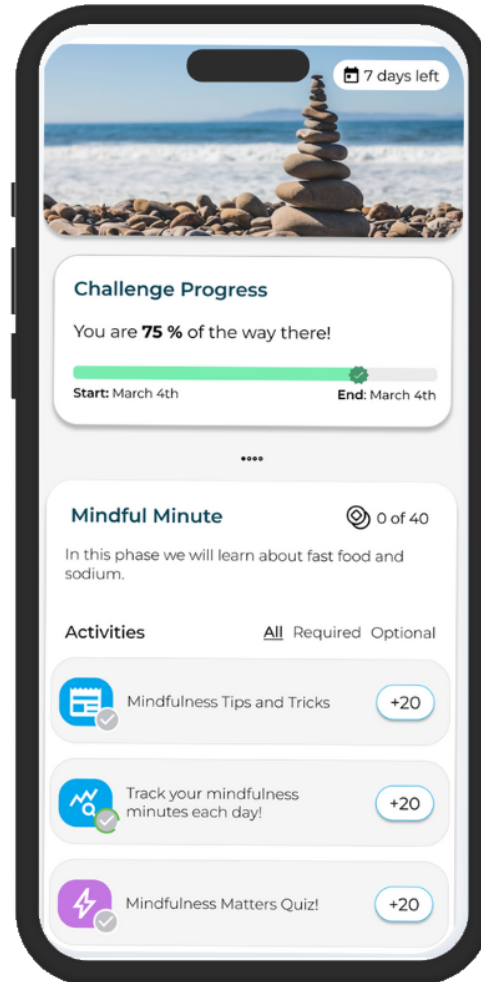 7 days left
Challenge Progress
You are 75 % of the way there!
Start: March 4th
End: March 4th
Mindful Minute
0 of 40
In this phase we will learn about fast food and
sodium.
Activities
All Required Optional
Mindfulness Tips and Tricks
+20
Track your mindfulness
minutes each day!
+20
Mindfulness Matters Quiz!
+20